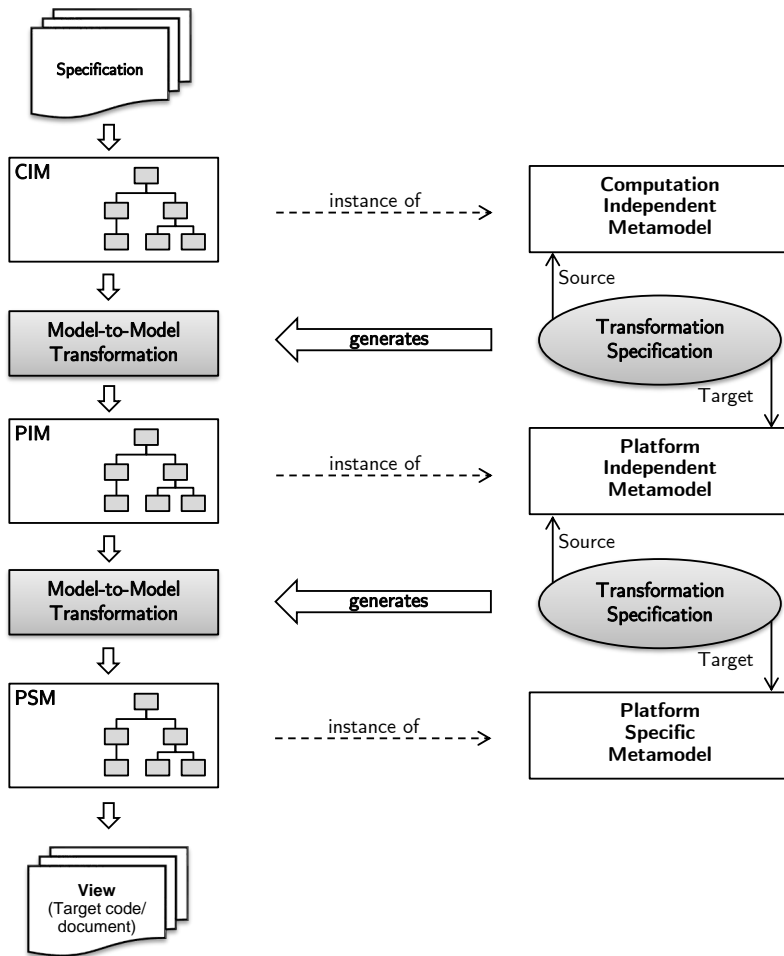 Specification
CIM
instance of
Computation
Independent
Metamodel
Source
Model-to-Model
Transformation
generates
Transformation
Specification
Target
PIM
instance of
Platform
Independent
Metamodel
Source
Model-to-Model
Transformation
generates
Transformation
Specification
Target
PSM
instance of
Platform
Specific
Metamodel
View
(Target code/
document)